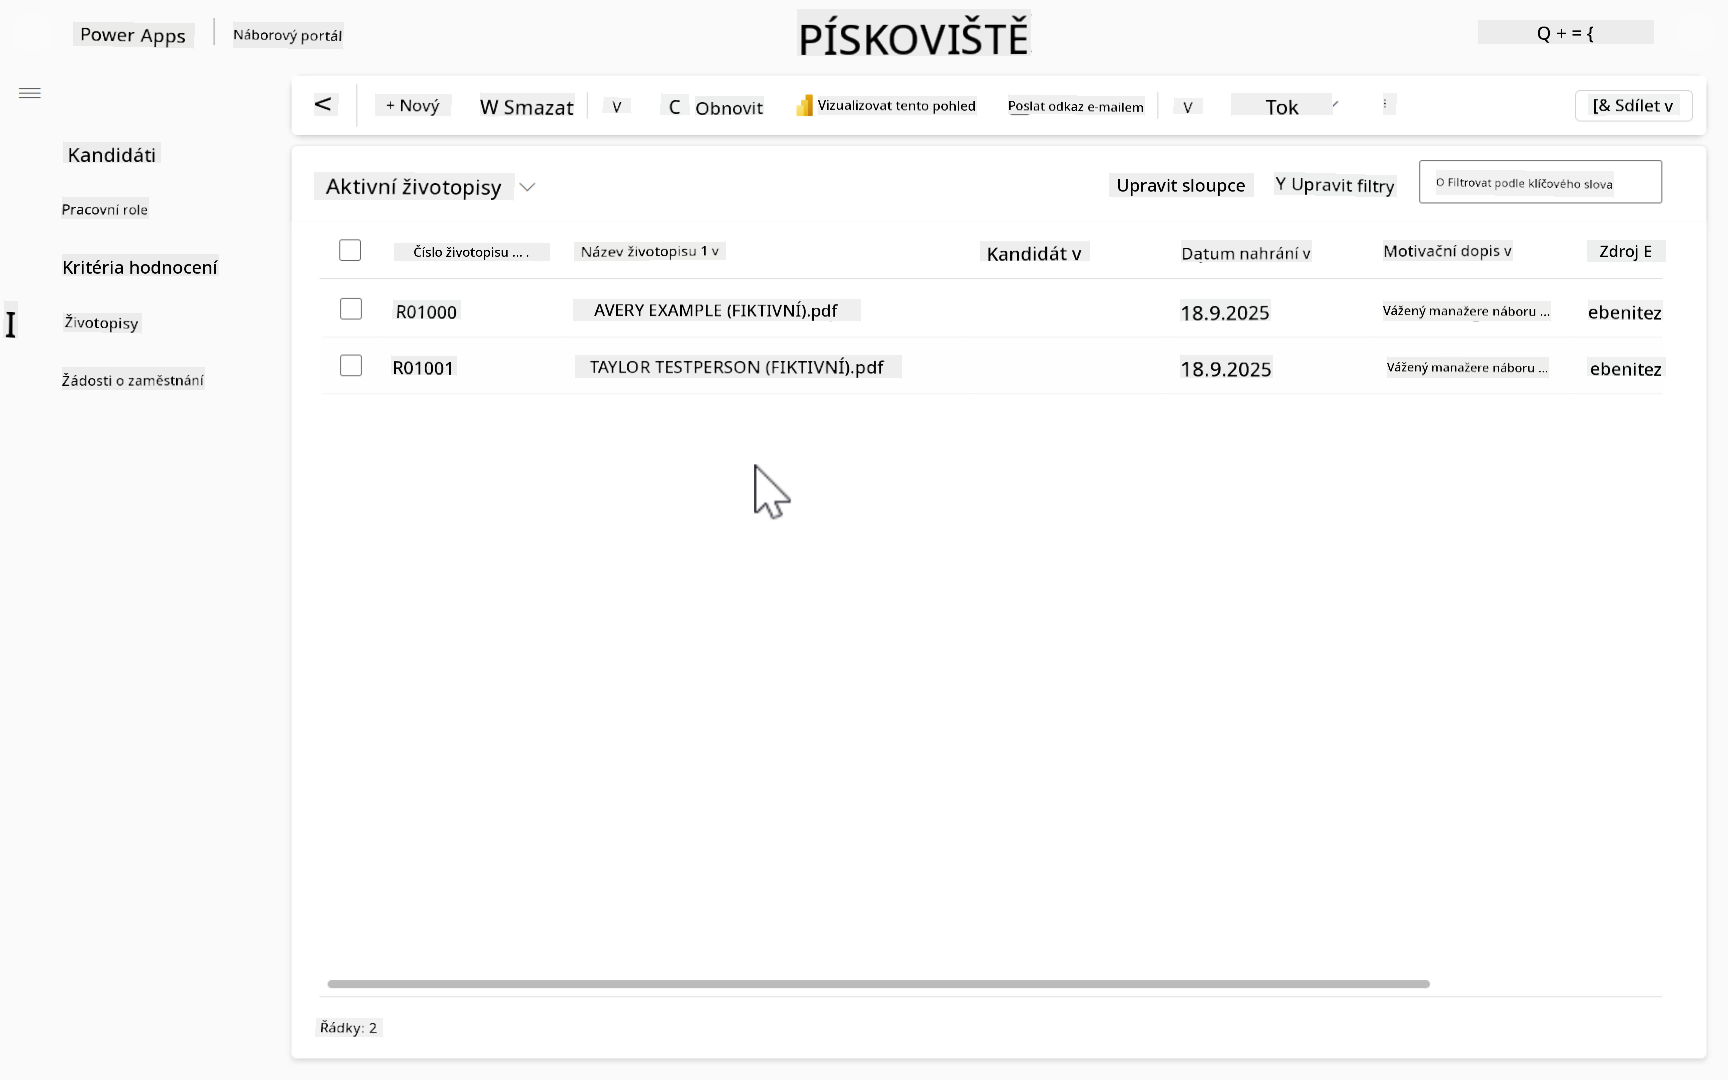 Power Apps
Náborový portál
PÍSKOVIŠTĚ
Q + = {
<
+ Nový
W Smazat
V
C Obnovit
Vizualizovat tento pohled
Poslat odkaz e-mailem
V
Tok
[& Sdílet v
Kandidáti
Pracovní role
Kritéria hodnocení
I
Životopisy
Žádosti o zaměstnání
Aktivní životopisy
Upravit sloupce
Y Upravit filtry
O Filtrovat podle klíčového slova
Číslo životopisu ... .
Název životopisu 1 v
Kandidát v
Datum nahrání v
Motivační dopis v
Zdroj E
R01000
AVERY EXAMPLE (FIKTIVNÍ).pdf
18.9.2025
Vážený manažere náboru ...
ebenitez
R01001
TAYLOR TESTPERSON (FIKTIVNÍ).pdf
18.9.2025
Vážený manažere náboru ...
ebenitez
Řádky: 2